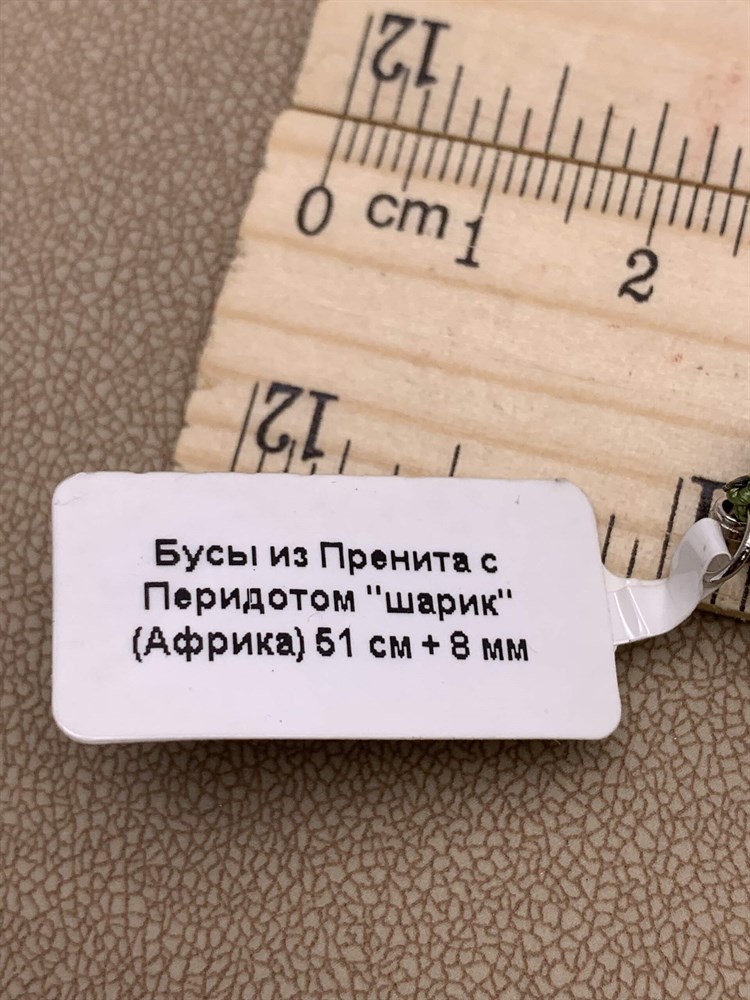 12
0 cm 1 2
12
Бусы из Пренита с
Перидотом "шарик"
(Африка) 51 см + 8 мм